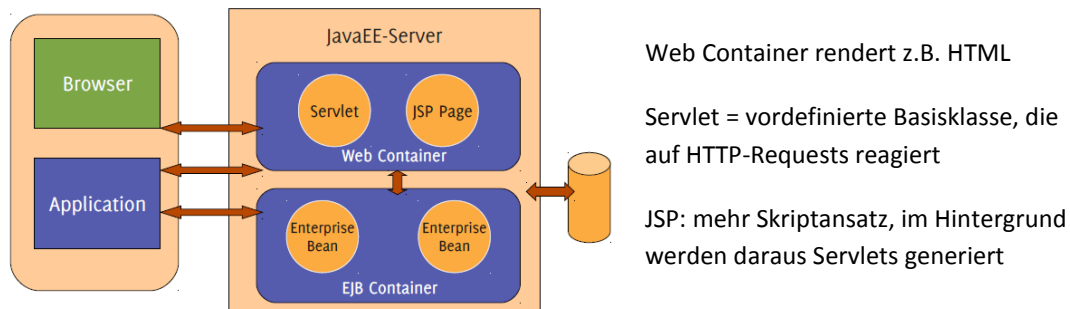 JavaEE-Server
Browser
Application
Servlet
JSP Page
Web Container
Enterprise
Bean
Enterprise
Bean
EJB Container
Web Container rendert z.B. HTML
Servlet = vordefinierte Basisklasse, die
auf HTTP-Requests reagiert
JSP: mehr Skriptansatz, im Hintergrund
werden daraus Servlets generiert